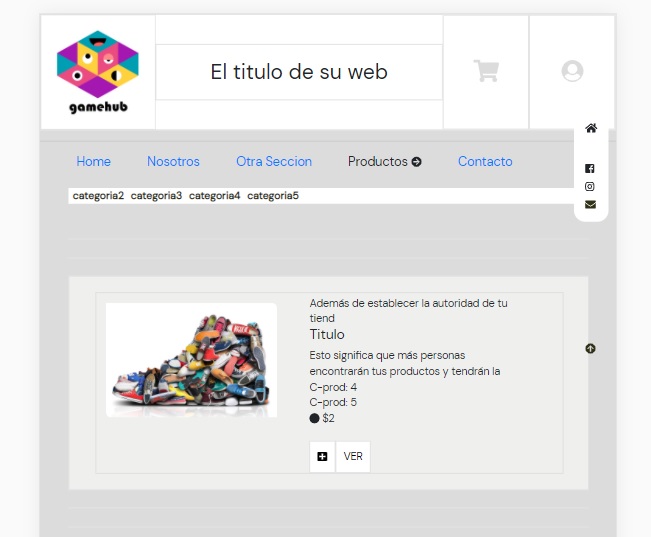 gamehub
El titulo de su web
Home Nosotros Otra Seccion Productos Contacto
categoria2 categoria3 categoria4 categoria5
Además de establecer la autoridad de tu
tiend
Titulo
Esto significa que más personas
encontrarán tus productos y tendrán la
C-prod: 4
C-prod: 5
$2
VER